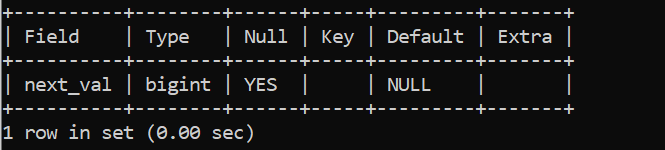 +----------+--------+------+-----+---------+-------+
| Field    | Type   | Null | Key | Default | Extra |
+----------+--------+------+-----+---------+-------+
| next_val | bigint | YES  |     | NULL    |       |
+----------+--------+------+-----+---------+-------+
1 row in set (0.00 sec)